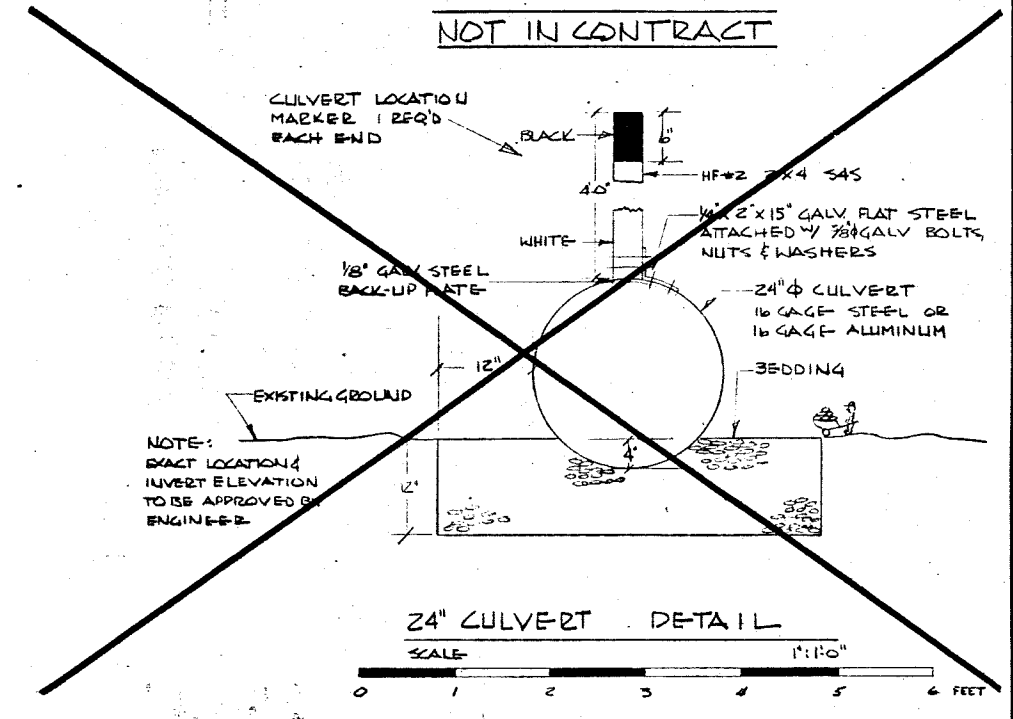 NOT IN CONTRACT
CULVERT LOCATION
MARKER 1 REQ'D
EACH END
BLACK
6"
4'0"
HF #2 2x4 S4S
1/4" x 2" x 15" GALV. FLAT STEEL
ATTACHED W/ 3/8"ϕ GALV BOLTS,
NUTS & WASHERS
WHITE
1/8" GALV STEEL
BACK-UP PLATE
24"ϕ CULVERT
16 GAGE STEEL OR
16 GAGE ALUMINUM
12"
BEDDING
EXISTING GROUND
NOTE:
EXACT LOCATION &
INVERT ELEVATION
TO BE APPROVED BY
ENGINEER
4"
12"
24" CULVERT DETAIL
SCALE 1":1'0"
0 1 2 3 4 5 6 FEET